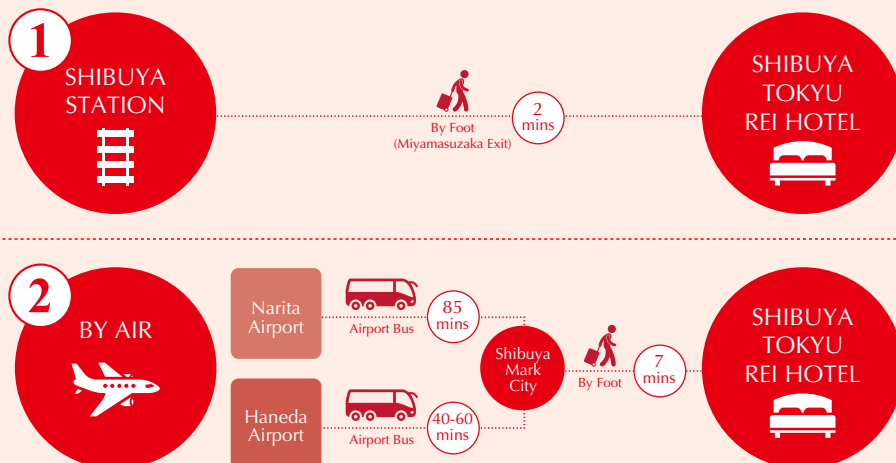 1
SHIBUYA
STATION
By Foot
(Miyamasuzaka Exit)
2
mins
SHIBUYA
TOKYU
REI HOTEL
2
BY AIR
Narita
Airport
Airport Bus
85
mins
Haneda
Airport
Airport Bus
40-60
mins
Shibuya
Mark
City
By Foot
7
mins
SHIBUYA
TOKYU
REI HOTEL